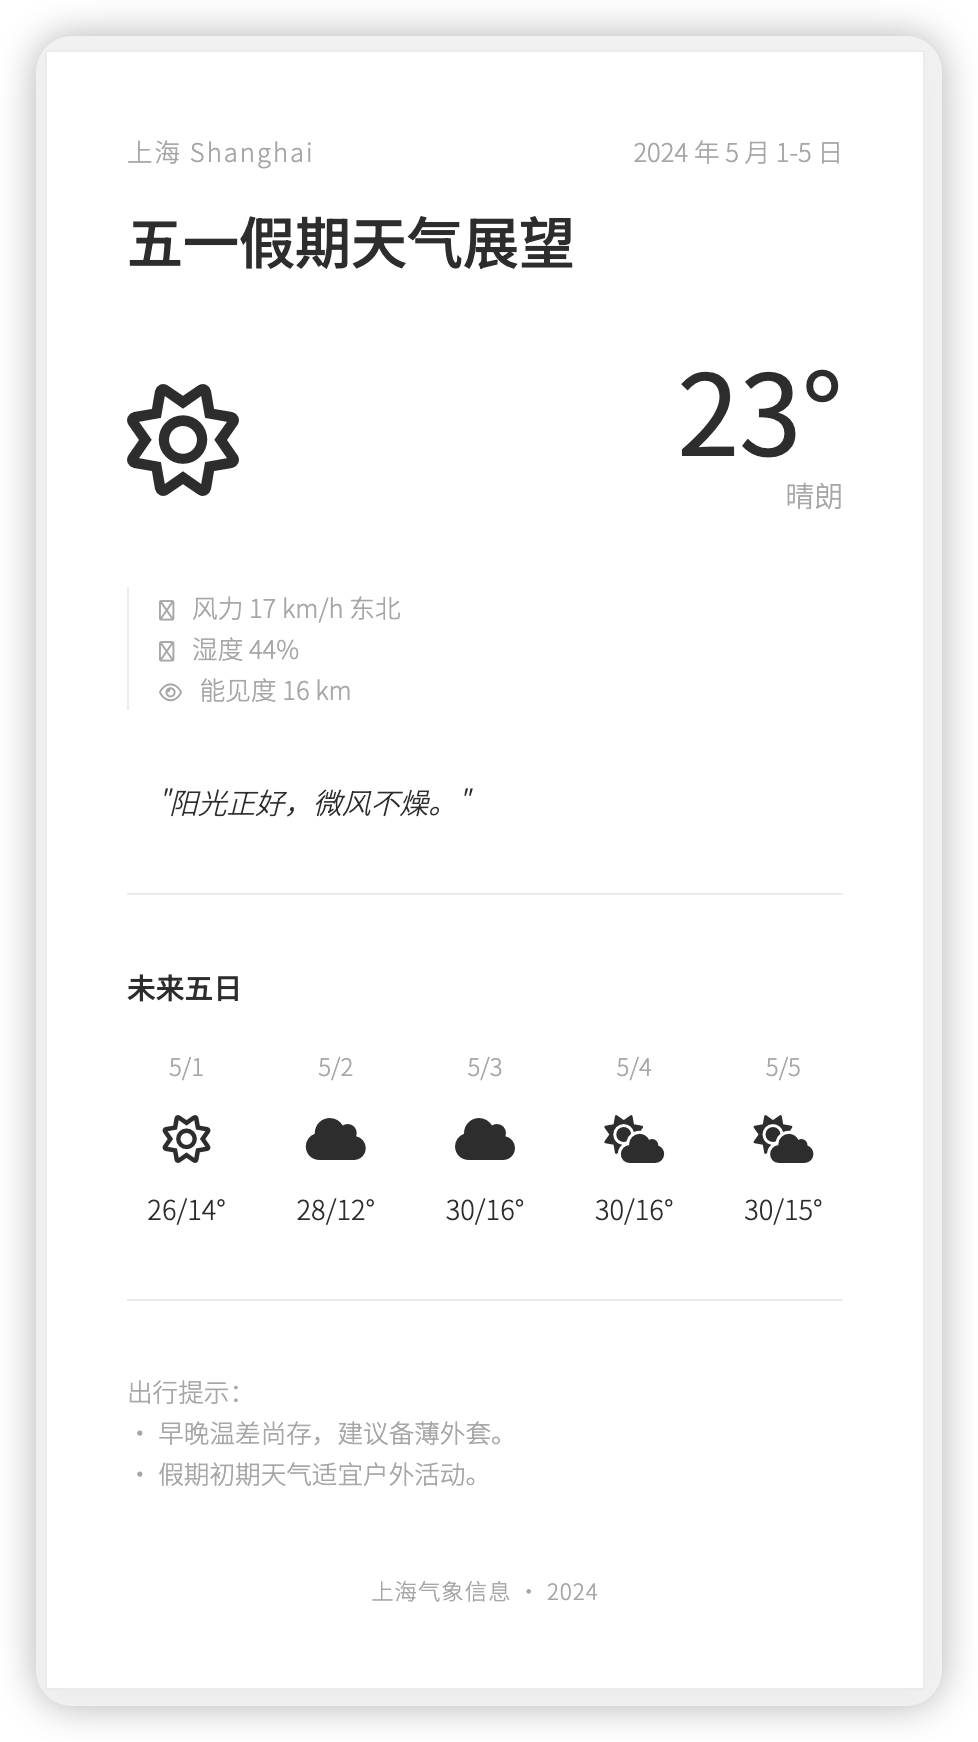 上海 Shanghai
2024 年 5 月 1-5 日
五一假期天气展望
23°
晴朗
风力 17 km/h 东北
湿度 44%
能见度 16 km
"阳光正好，微风不燥。"
未来五日
5/1 5/2 5/3 5/4 5/5
26/14° 28/12° 30/16° 30/16° 30/15°
出行提示：
· 早晚温差尚存，建议备薄外套。
· 假期初期天气适宜户外活动。
上海气象信息 · 2024